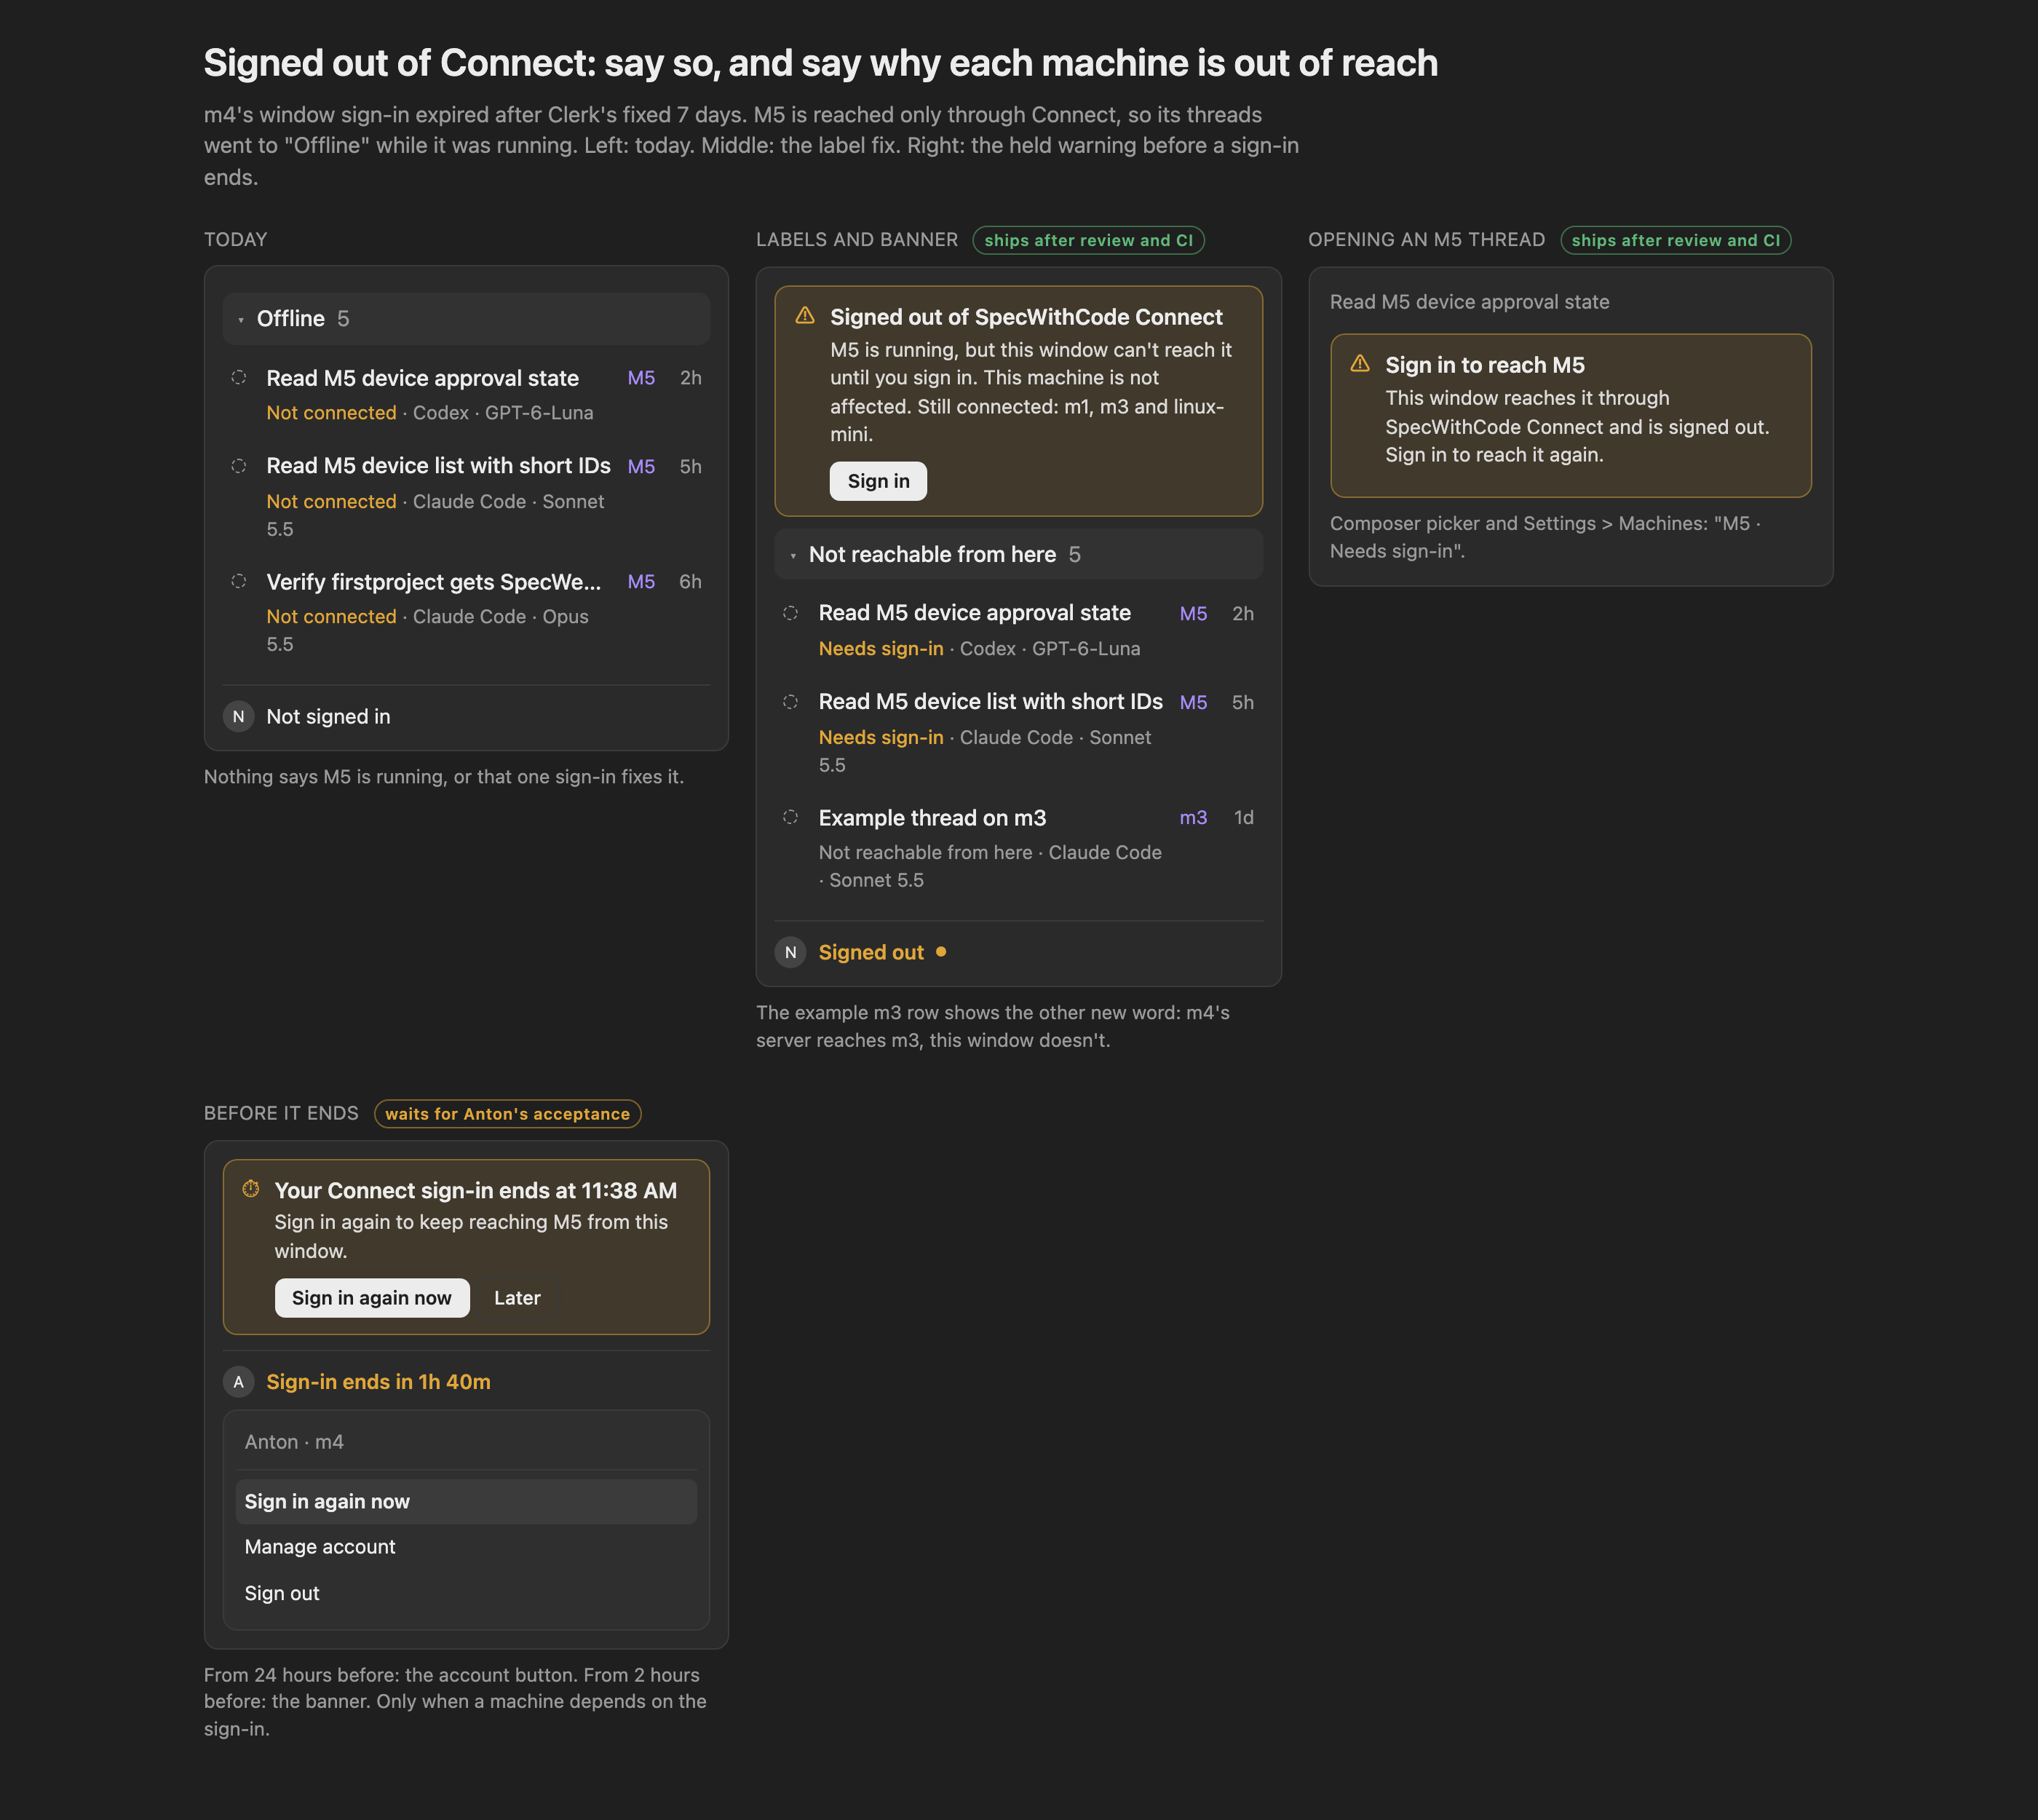 Signed out of Connect: say so, and say why each machine is out of reach
m4's window sign-in expired after Clerk's fixed 7 days. M5 is reached only through Connect, so its threads
went to "Offline" while it was running. Left: today. Middle: the label fix. Right: the held warning before a sign-in
ends.
TODAY
Offline 5
Read M5 device approval state M5 2h
Not connected · Codex · GPT-6-Luna
Read M5 device list with short IDs M5 5h
Not connected · Claude Code · Sonnet
5.5
Verify firstproject gets SpecWe... M5 6h
Not connected · Claude Code · Opus
5.5
N Not signed in
Nothing says M5 is running, or that one sign-in fixes it.
LABELS AND BANNER ships after review and CI
Signed out of SpecWithCode Connect
M5 is running, but this window can't reach it
until you sign in. This machine is not
affected. Still connected: m1, m3 and linux-
mini.
Sign in
Not reachable from here 5
Read M5 device approval state M5 2h
Needs sign-in · Codex · GPT-6-Luna
Read M5 device list with short IDs M5 5h
Needs sign-in · Claude Code · Sonnet
5.5
Example thread on m3 m3 1d
Not reachable from here · Claude Code
· Sonnet 5.5
N Signed out
The example m3 row shows the other new word: m4's
server reaches m3, this window doesn't.
OPENING AN M5 THREAD ships after review and CI
Read M5 device approval state
Sign in to reach M5
This window reaches it through
SpecWithCode Connect and is signed out.
Sign in to reach it again.
Composer picker and Settings > Machines: "M5 ·
Needs sign-in".
BEFORE IT ENDS waits for Anton's acceptance
Your Connect sign-in ends at 11:38 AM
Sign in again to keep reaching M5 from this
window.
Sign in again now Later
A Sign-in ends in 1h 40m
Anton · m4
Sign in again now
Manage account
Sign out
From 24 hours before: the account button. From 2 hours
before: the banner. Only when a machine depends on the
sign-in.